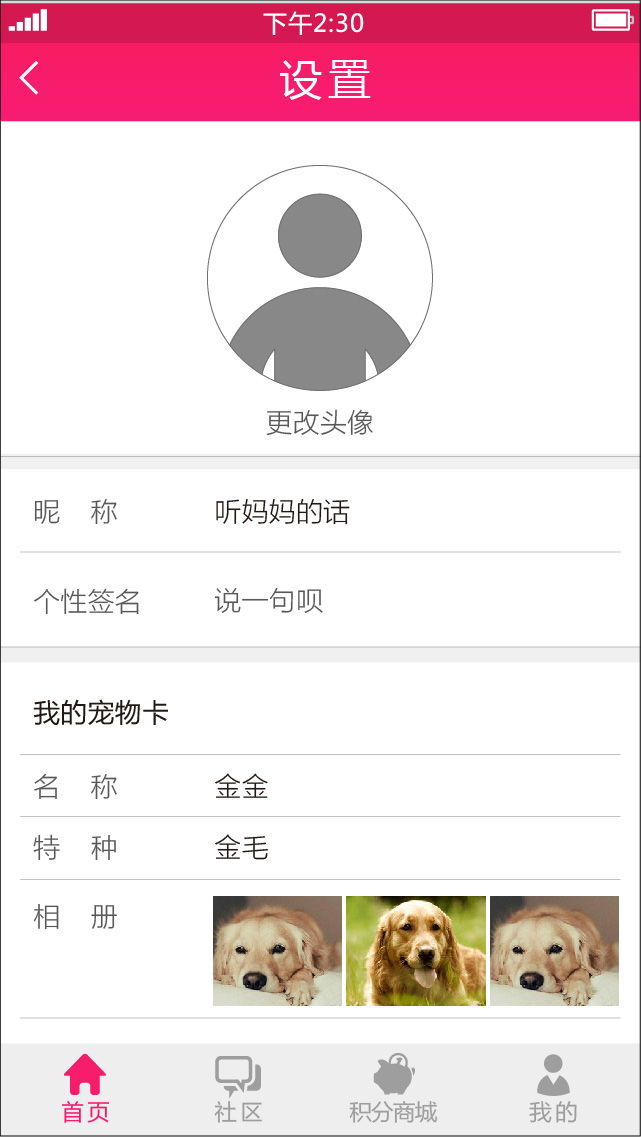 下午2:30
设置
更改头像
昵 称 听妈妈的话
个性签名 说一句呗
我的宠物卡
名 称 金金
特 种 金毛
相 册
首页 社区 积分商城 我的